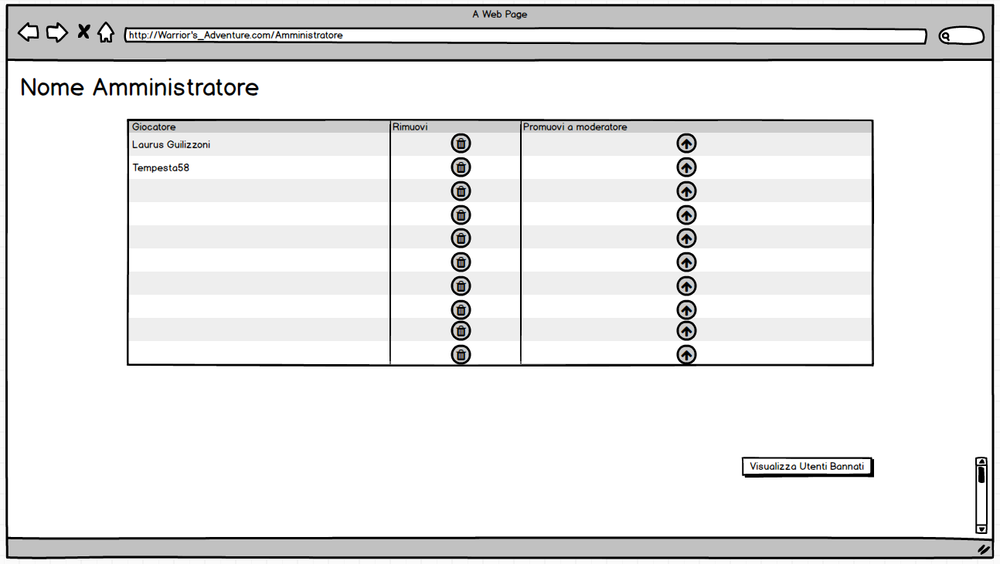 A Web Page
http://Warrior's_Adventure.com/Amministratore
Nome Amministratore
Giocatore Rimuovi Promuovi a moderatore
Laurus Guilizzoni
Tempesta58
Visualizza Utenti Bannati